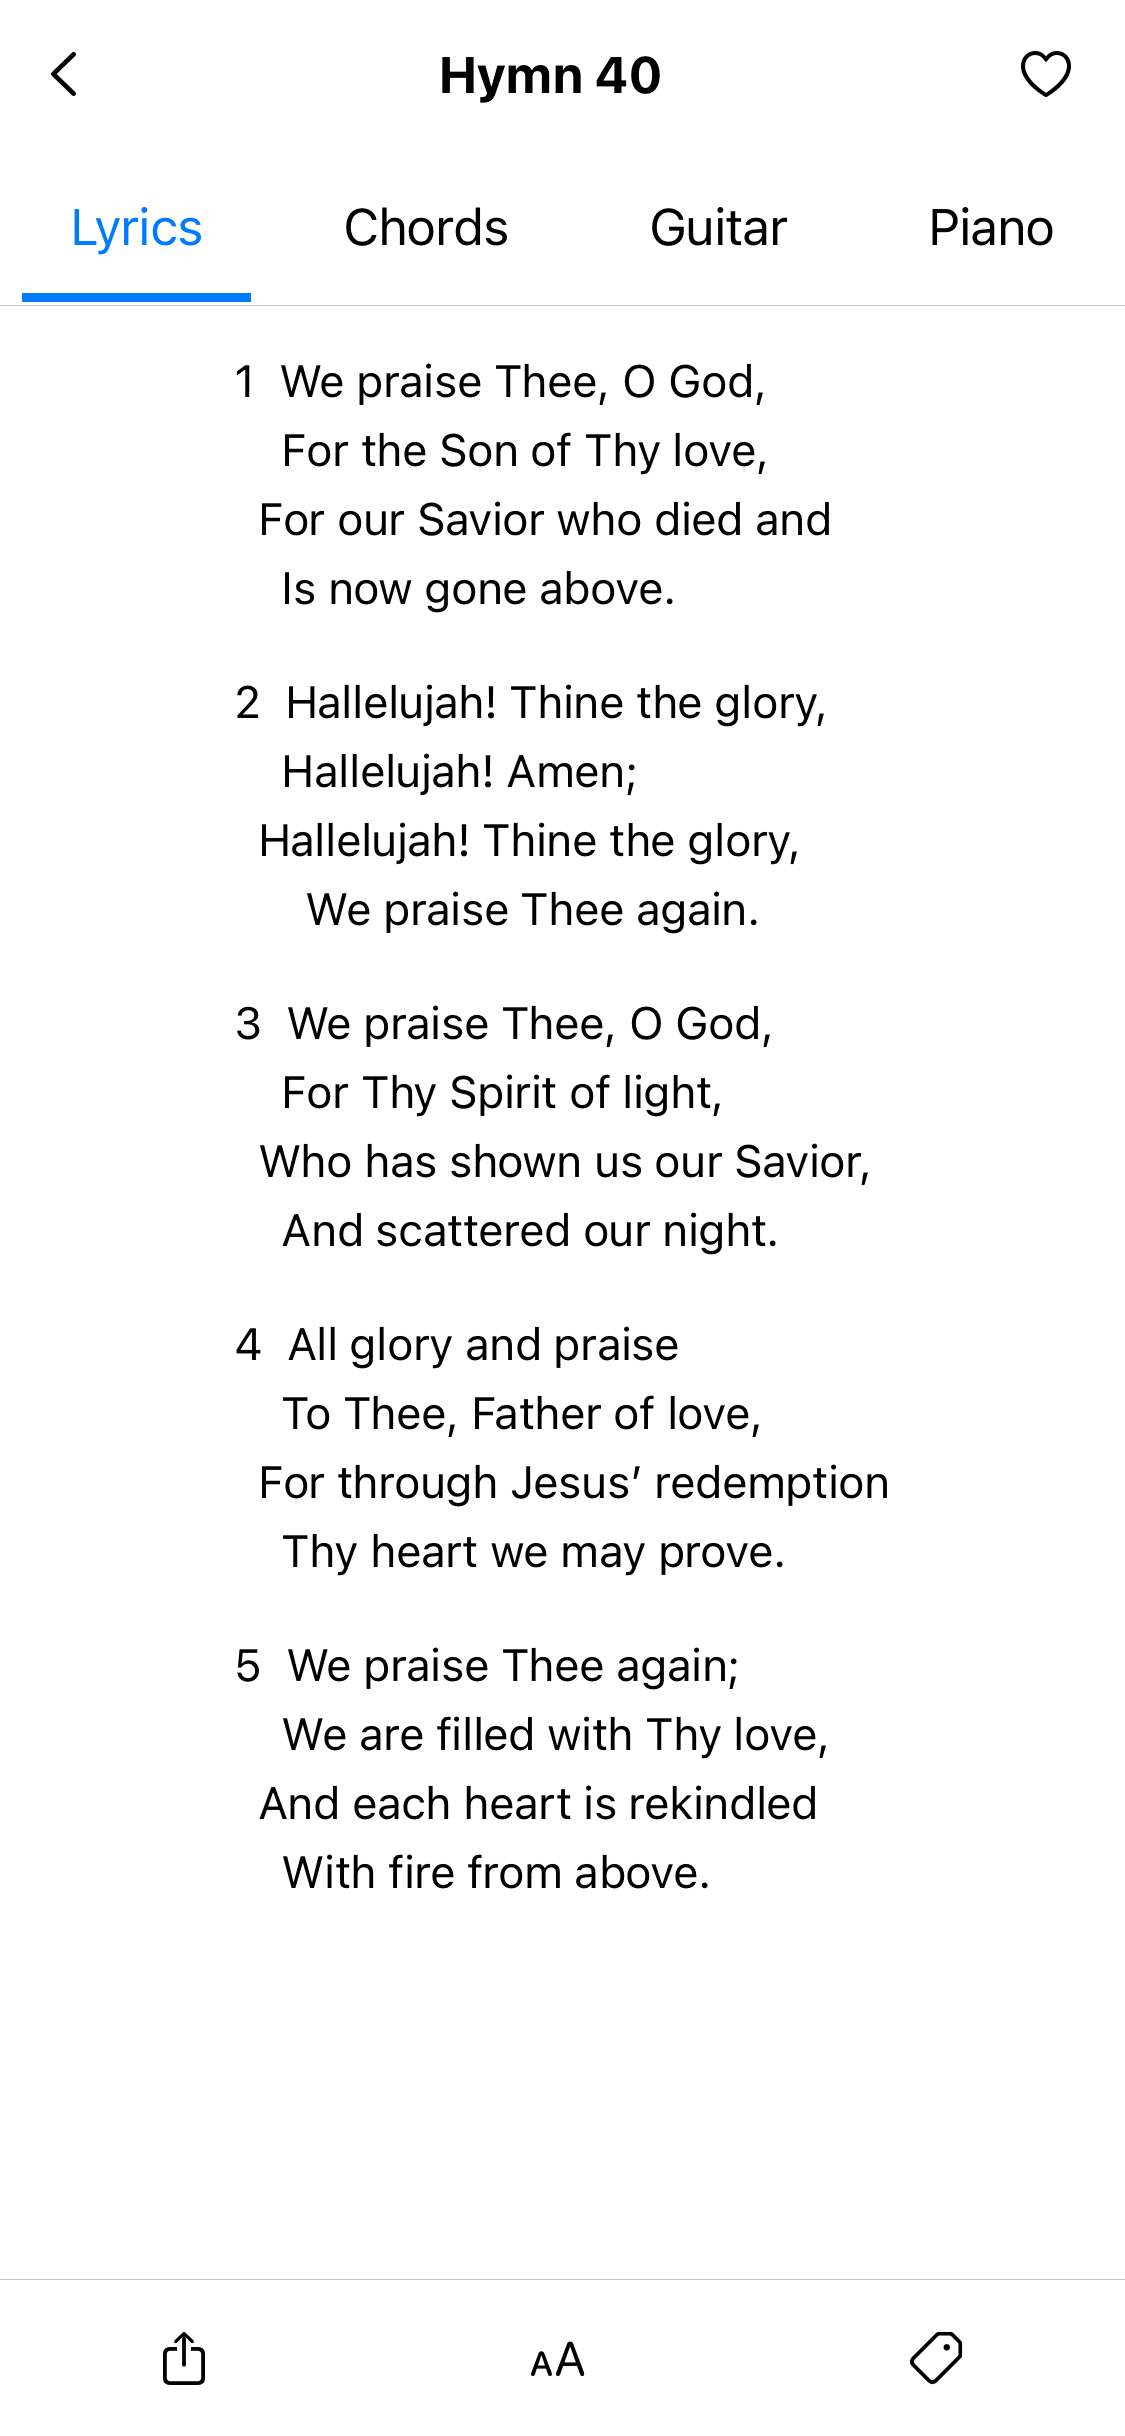 Hymn 40
Lyrics Chords Guitar Piano
1 We praise Thee, O God,
For the Son of Thy love,
For our Savior who died and
Is now gone above.
2 Hallelujah! Thine the glory,
Hallelujah! Amen;
Hallelujah! Thine the glory,
We praise Thee again.
3 We praise Thee, O God,
For Thy Spirit of light,
Who has shown us our Savior,
And scattered our night.
4 All glory and praise
To Thee, Father of love,
For through Jesus’ redemption
Thy heart we may prove.
5 We praise Thee again;
We are filled with Thy love,
And each heart is rekindled
With fire from above.
AA